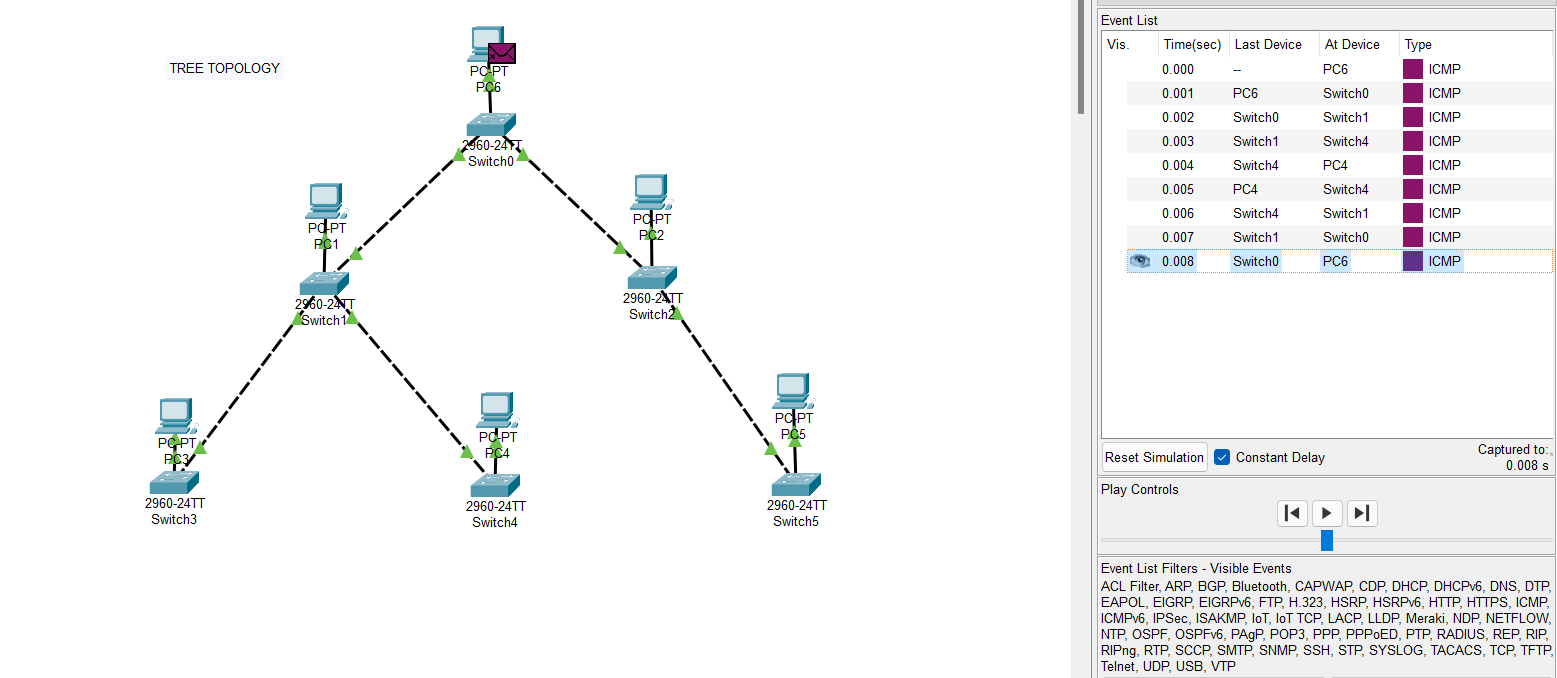 TREE TOPOLOGY
PC-PT
PC6
2960-24TT
Switch0
PC-PT
PC1
PC-PT
PC2
2960-24TT
Switch1
2960-24TT
Switch2
PC-PT
PC3
PC-PT
PC4
PC-PT
PC5
2960-24TT
Switch3
2960-24TT
Switch4
2960-24TT
Switch5
Event List
Vis. Time(sec) Last Device At Device Type
0.000 -- PC6 ICMP
0.001 PC6 Switch0 ICMP
0.002 Switch0 Switch1 ICMP
0.003 Switch1 Switch4 ICMP
0.004 Switch4 PC4 ICMP
0.005 PC4 Switch4 ICMP
0.006 Switch4 Switch1 ICMP
0.007 Switch1 Switch0 ICMP
0.008 Switch0 PC6 ICMP
Reset Simulation Constant Delay
Captured to:
0.008 s
Play Controls
Event List Filters - Visible Events
ACL Filter, ARP, BGP, Bluetooth, CAPWAP, CDP, DHCP, DHCPv6, DNS, DTP,
EAPOL, EIGRP, EIGRPv6, FTP, H.323, HSRP, HSRPv6, HTTP, HTTPS, ICMP,
ICMPv6, IPSec, ISAKMP, IoT, IoT TCP, LACP, LLDP, Meraki, NDP, NETFLOW,
NTP, OSPF, OSPFv6, PAgP, POP3, PPP, PPPoED, PTP, RADIUS, REP, RIP,
RIPng, RTP, SCCP, SMTP, SNMP, SSH, STP, SYSLOG, TACACS, TCP, TFTP,
Telnet, UDP, USB, VTP